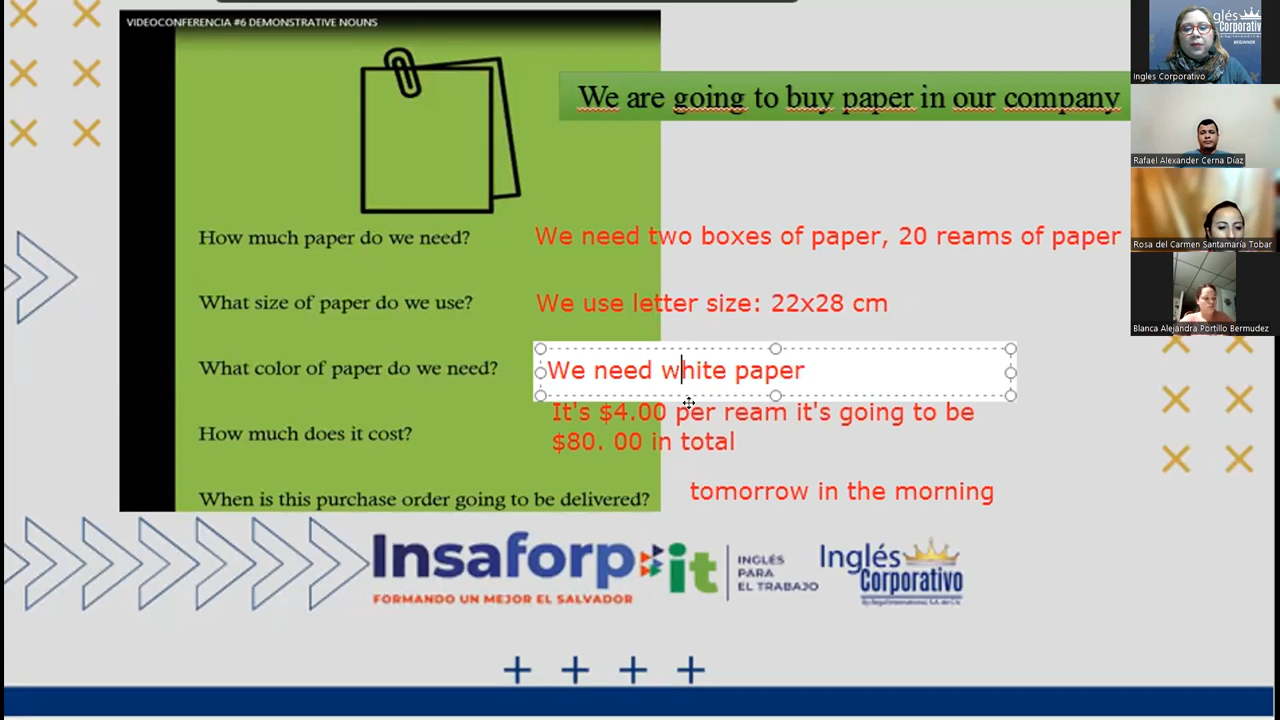 VIDEOCONFERENCIA #6 DEMONSTRATIVE NOUNS
We are going to buy paper in our company
How much paper do we need?
We need two boxes of paper, 20 reams of paper
What size of paper do we use?
We use letter size: 22x28 cm
What color of paper do we need?
We need white paper
How much does it cost?
It's $4.00 per ream it's going to be
$80. 00 in total
When is this purchase order going to be delivered?
tomorrow in the morning
Insaforp
FORMANDO UN MEJOR EL SALVADOR
it
INGLÉS
PARA
EL TRABAJO
Inglés
Corporativo
glés
Corporativo
BEGINNER
Ingles Corporativo
Rafael Alexander Cerna Díaz
Rosa del Carmen Santamaría Tobar
Blanca Alejandra Portillo Bermudez